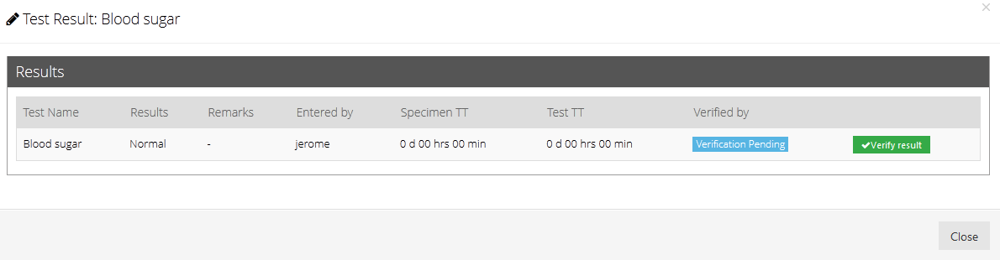 ×
Test Result: Blood sugar
Results
Test Name Results Remarks Entered by Specimen TT Test TT Verified by
Blood sugar Normal - jerome 0 d 00 hrs 00 min 0 d 00 hrs 00 min Verification Pending Verify result
Close